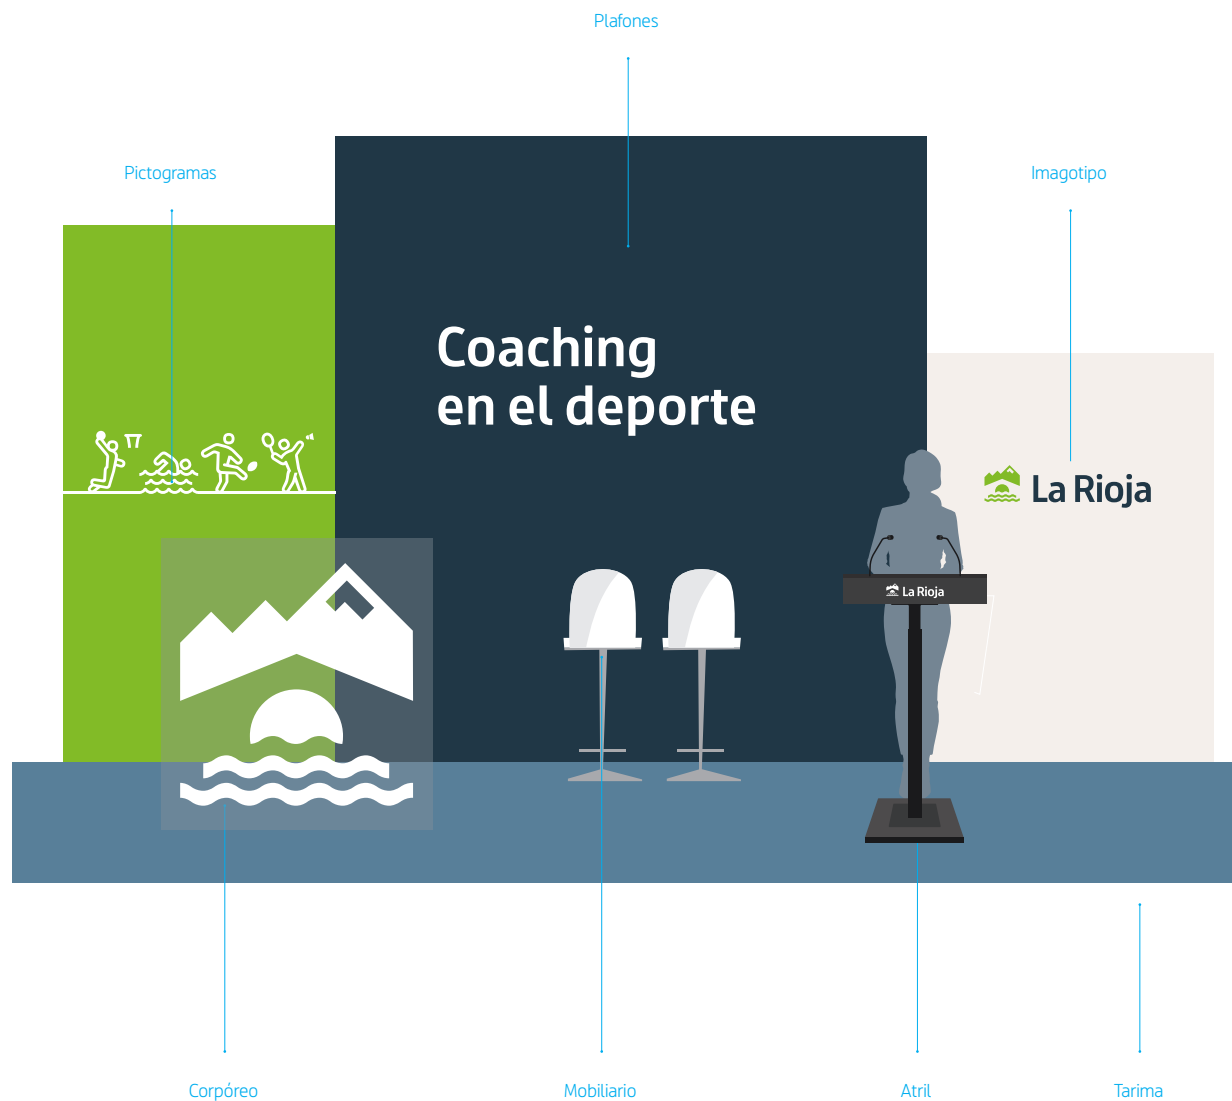 Plafones
Pictogramas
Imagotipo
Coaching
en el deporte
La Rioja
La Rioja
Corpóreo
Mobiliario
Atril
Tarima